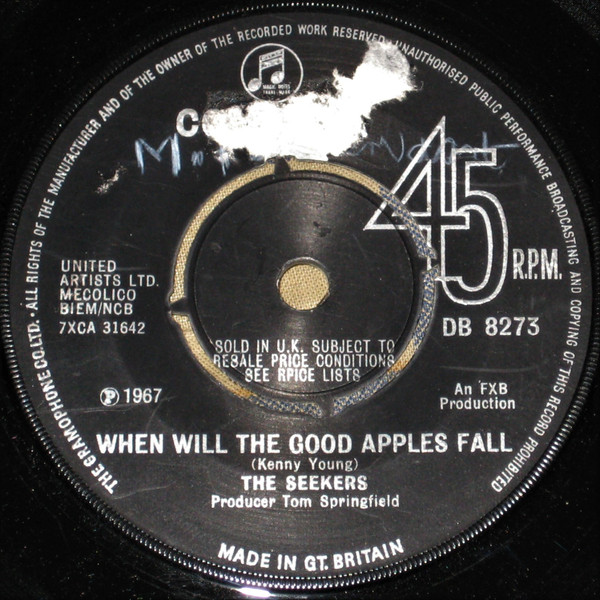 THE GRAMOPHONE CO.LTD. · ALL RIGHTS OF THE MANUFACTURER AND OF THE OWNER OF THE RECORDED WORK RESERVED · UNAUTHORISED PUBLIC PERFORMANCE BROADCASTING AND COPYING OF THIS RECORD PROHIBITED
45
R.P.M.
UNITED
ARTISTS LTD.
MECOLICO
BIEM/NCB
7XCA 31642
DB 8273
SOLD IN U.K. SUBJECT TO
RESALE PRICE CONDITIONS
SEE RPICE LISTS
Ⓟ 1967
An FXB
Production
WHEN WILL THE GOOD APPLES FALL
(Kenny Young)
THE SEEKERS
Producer Tom Springfield
MADE IN GT. BRITAIN